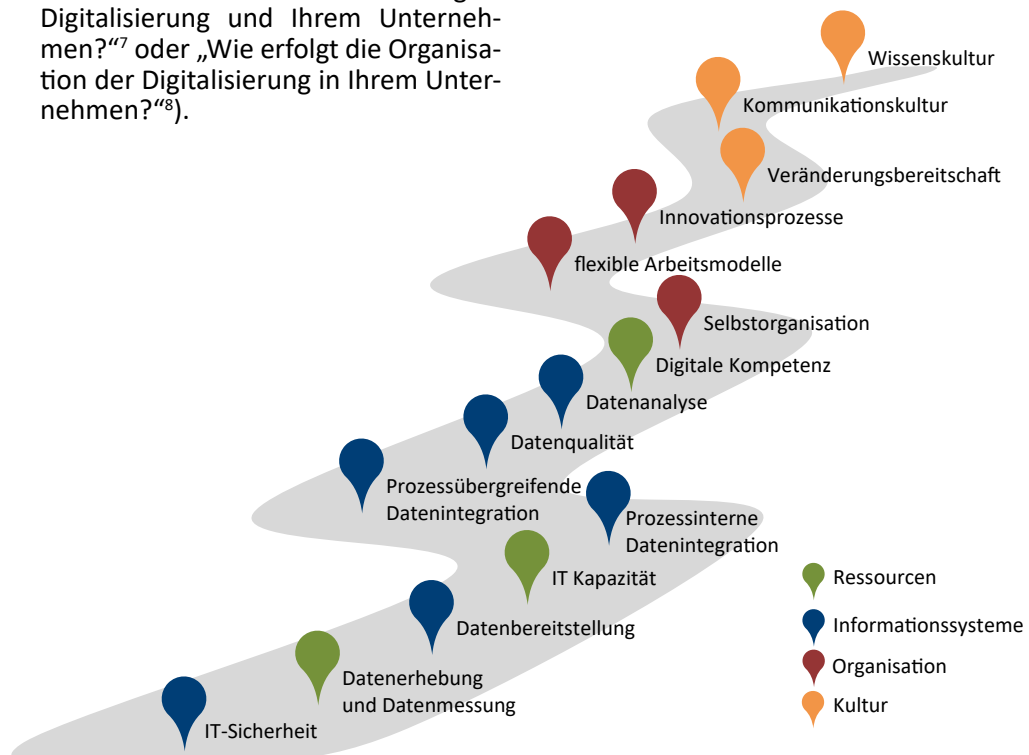 Digitalisierung und Ihrem Unterneh-
men?“⁷ oder „Wie erfolgt die Organisa-
tion der Digitalisierung in Ihrem Unter-
nehmen?“⁸).
Wissenskultur
Kommunikationskultur
Veränderungsbereitschaft
Innovationsprozesse
flexible Arbeitsmodelle
Selbstorganisation
Digitale Kompetenz
Datenanalyse
Datenqualität
Prozessübergreifende
Datenintegration
Prozessinterne
Datenintegration
IT Kapazität
Datenbereitstellung
Datenerhebung
und Datenmessung
IT-Sicherheit
Ressourcen
Informationssysteme
Organisation
Kultur